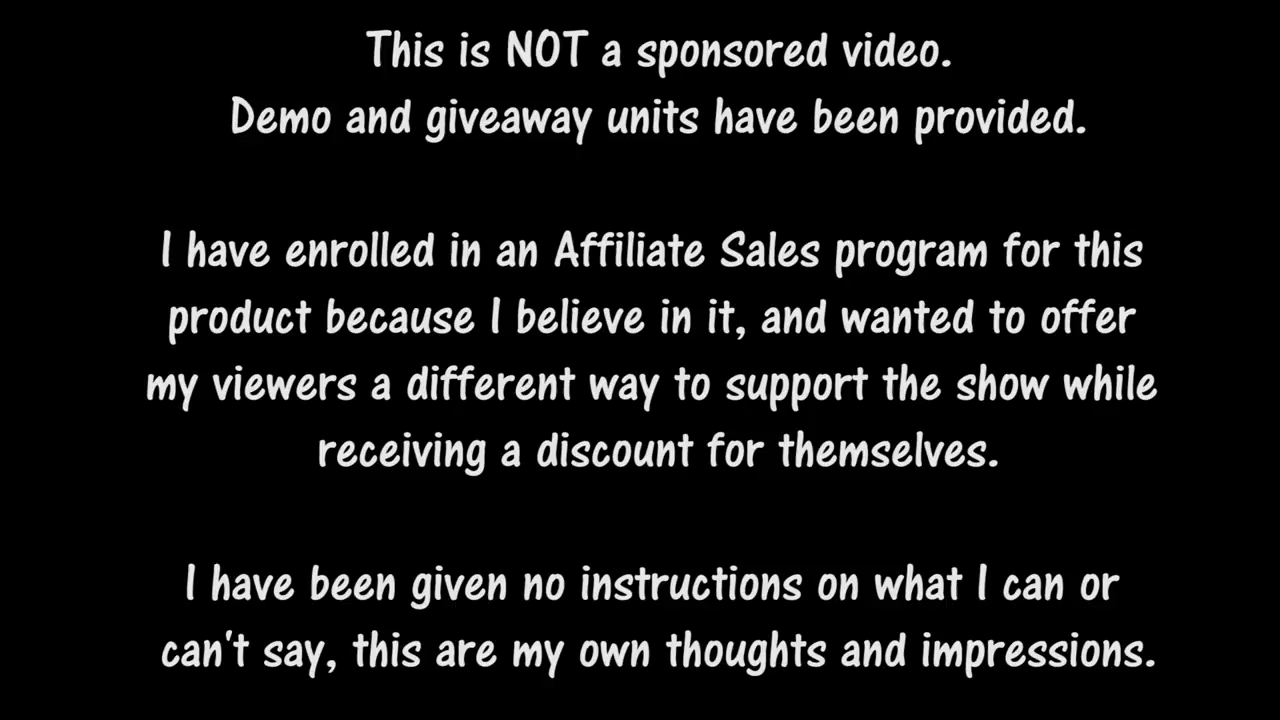 This is NOT a sponsored video.
Demo and giveaway units have been provided.
I have enrolled in an Affiliate Sales program for this
product because I believe in it, and wanted to offer
my viewers a different way to support the show while
receiving a discount for themselves.
I have been given no instructions on what I can or
can't say, this are my own thoughts and impressions.